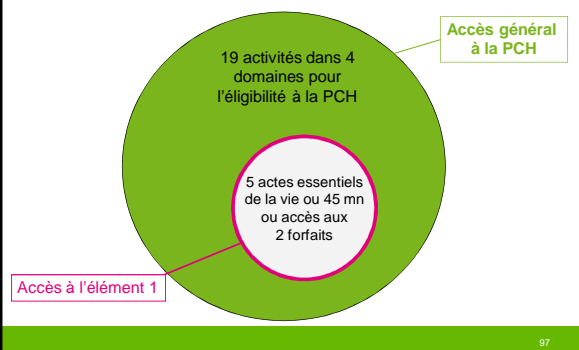 Accès général
à la PCH
19 activités dans 4
domaines pour
l'éligibilité à la PCH
5 actes essentiels
de la vie ou 45 mn
ou accès aux
2 forfaits
Accès à l'élément 1
97